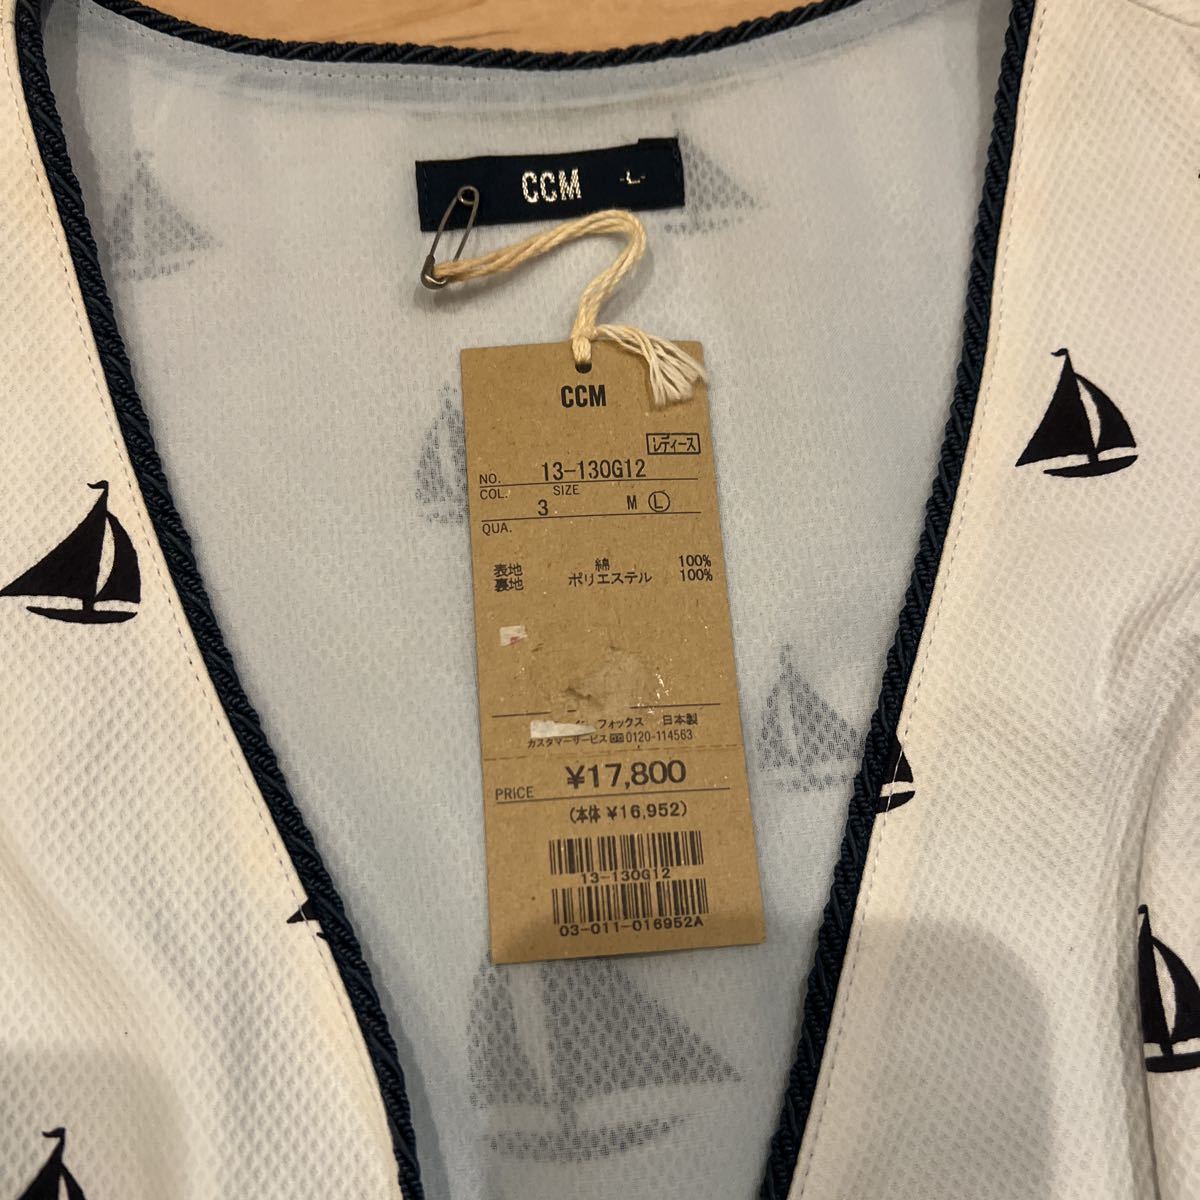 CCM -L-
CCM
レディース
NO. 13-130G12
COL. SIZE
3 M L
QUA.
表地 綿 100%
裏地 ポリエステル 100%
フォックス 日本製
カスタマーサービス 0120-114563
PRICE ¥17,800
(本体 ¥16,952)
13-130G12
03-011-016952A